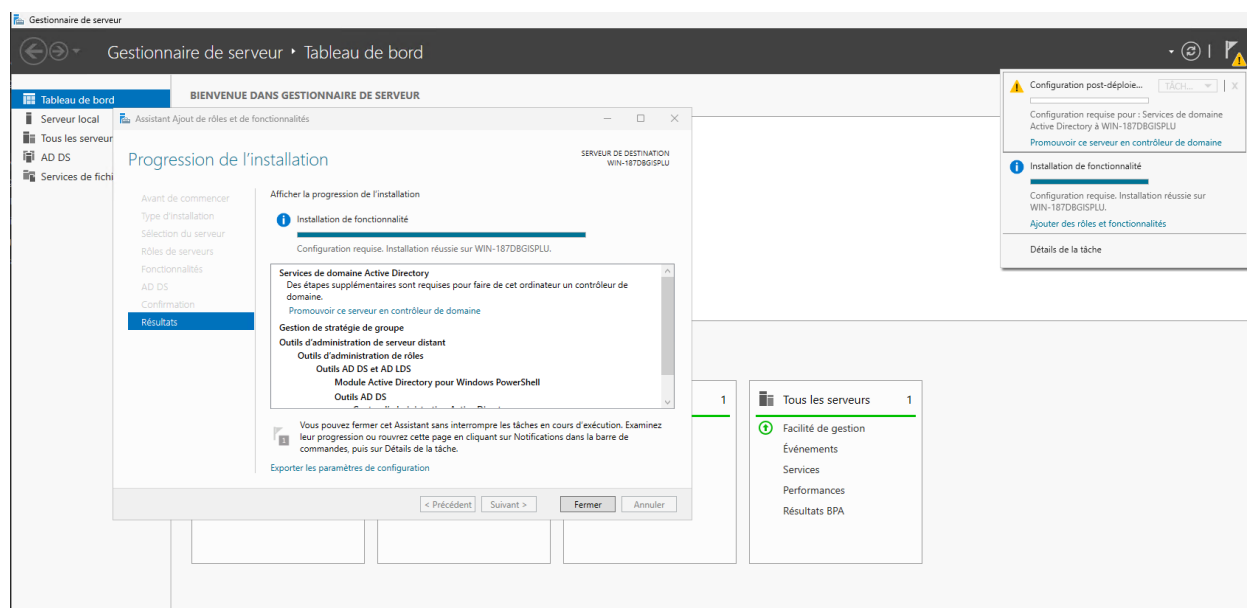 Gestionnaire de serveur
Gestionnaire de serveur • Tableau de bord
Tableau de bord
Serveur local
Tous les serveur
AD DS
Services de fichi
BIENVENUE DANS GESTIONNAIRE DE SERVEUR
Assistant Ajout de rôles et de fonctionnalités
Progression de l'installation
SERVEUR DE DESTINATION
WIN-187DBGISPLU
Avant de commencer
Type d'installation
Sélection du serveur
Rôles de serveurs
Fonctionnalités
AD DS
Confirmation
Résultats
Afficher la progression de l'installation
Installation de fonctionnalité
Configuration requise. Installation réussie sur WIN-187DBGISPLU.
Services de domaine Active Directory
Des étapes supplémentaires sont requises pour faire de cet ordinateur un contrôleur de
domaine.
Promouvoir ce serveur en contrôleur de domaine
Gestion de stratégie de groupe
Outils d'administration de serveur distant
Outils d'administration de rôles
Outils AD DS et AD LDS
Module Active Directory pour Windows PowerShell
Outils AD DS
1
Vous pouvez fermer cet Assistant sans interrompre les tâches en cours d'exécution. Examinez
leur progression ou rouvrez cette page en cliquant sur Notifications dans la barre de
commandes, puis sur Détails de la tâche.
Exporter les paramètres de configuration
< Précédent
Suivant >
Fermer
Annuler
Configuration post-déploie...
TÂCH...
X
Configuration requise pour : Services de domaine
Active Directory à WIN-187DBGISPLU
Promouvoir ce serveur en contrôleur de domaine
Installation de fonctionnalité
Configuration requise. Installation réussie sur
WIN-187DBGISPLU.
Ajouter des rôles et fonctionnalités
Détails de la tâche
1
Tous les serveurs 1
Facilité de gestion
Événements
Services
Performances
Résultats BPA